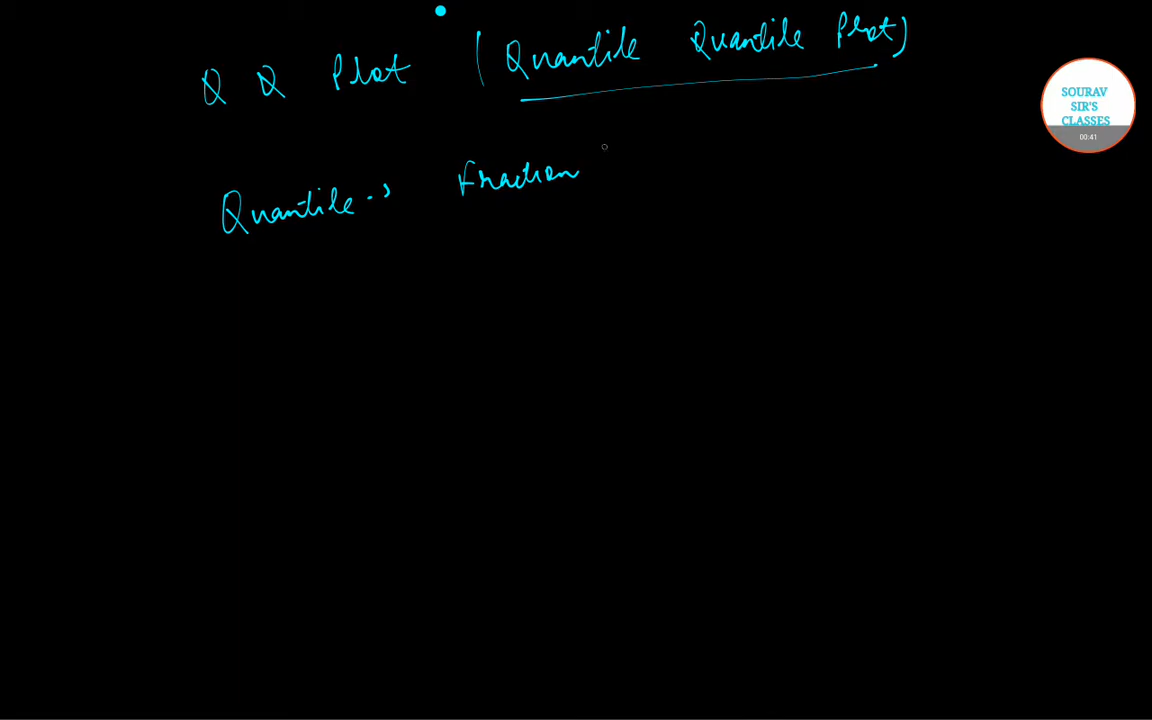 Q Q Plot (Quantile Quantile Plot)
Quantile -> Fraction
SOURAV
SIR'S
CLASSES
00:41